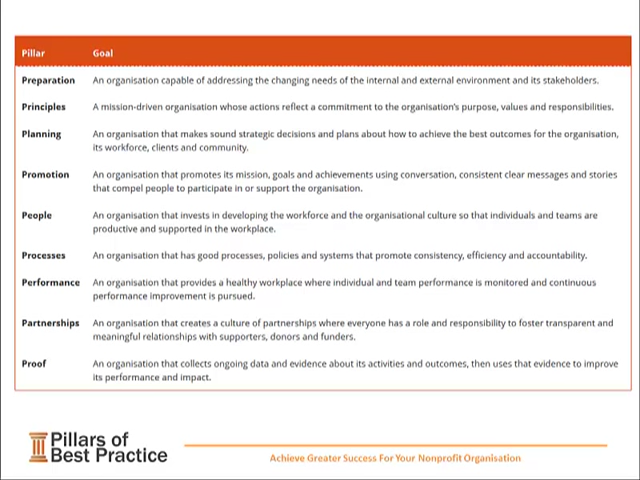 Pillar Goal
Preparation An organisation capable of addressing the changing needs of the internal and external environment and its stakeholders.
Principles A mission-driven organisation whose actions reflect a commitment to the organisation's purpose, values and responsibilities.
Planning An organisation that makes sound strategic decisions and plans about how to achieve the best outcomes for the organisation,
its workforce, clients and community.
Promotion An organisation that promotes its mission, goals and achievements using conversation, consistent clear messages and stories
that compel people to participate in or support the organisation.
People An organisation that invests in developing the workforce and the organisational culture so that individuals and teams are
productive and supported in the workplace.
Processes An organisation that has good processes, policies and systems that promote consistency, efficiency and accountability.
Performance An organisation that provides a healthy workplace where individual and team performance is monitored and continuous
performance improvement is pursued.
Partnerships An organisation that creates a culture of partnerships where everyone has a role and responsibility to foster transparent and
meaningful relationships with supporters, donors and funders.
Proof An organisation that collects ongoing data and evidence about its activities and outcomes, then uses that evidence to improve
its performance and impact.
Pillars of
Best Practice
Achieve Greater Success For Your Nonprofit Organisation